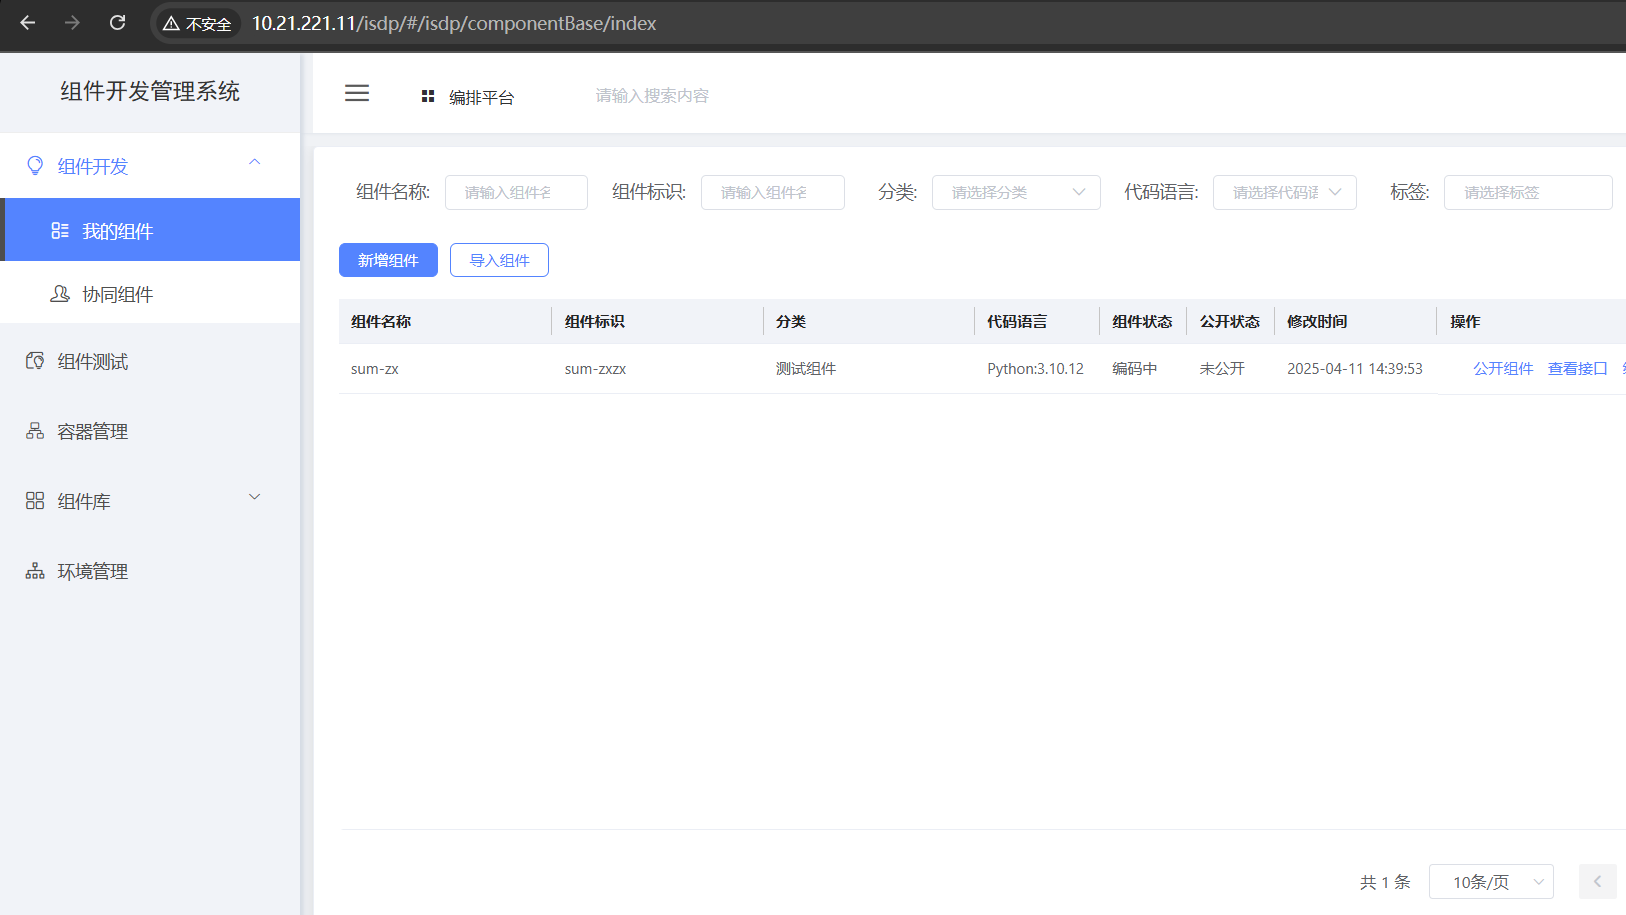 不安全 10.21.221.11/isdp/#/isdp/componentBase/index
组件开发管理系统
编排平台 请输入搜索内容
组件开发
我的组件
协同组件
组件测试
容器管理
组件库
环境管理
组件名称: 请输入组件名 组件标识: 请输入组件名 分类: 请选择分类 代码语言: 请选择代码语 标签: 请选择标签
新增组件 导入组件
组件名称 组件标识 分类 代码语言 组件状态 公开状态 修改时间 操作
sum-zx sum-zxzx 测试组件 Python:3.10.12 编码中 未公开 2025-04-11 14:39:53 公开组件 查看接口
共 1 条 10条/页